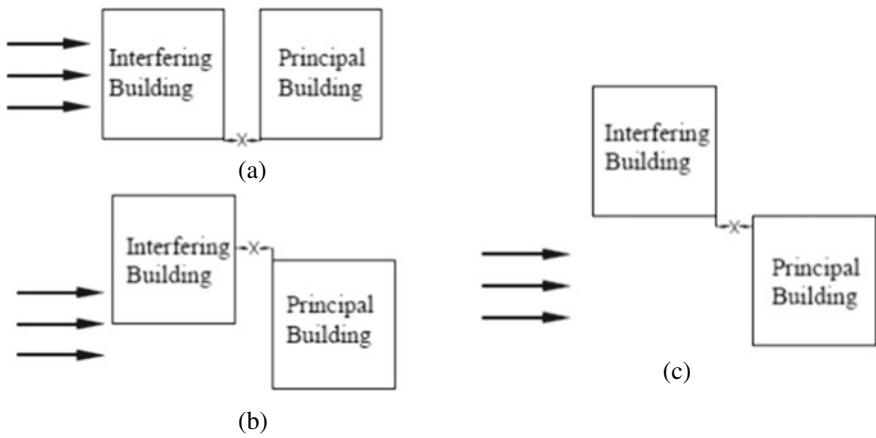 Interfering
Building
Principal
Building
X
(a)
Interfering
Building
X
Principal
Building
(b)
Interfering
Building
X
Principal
Building
(c)